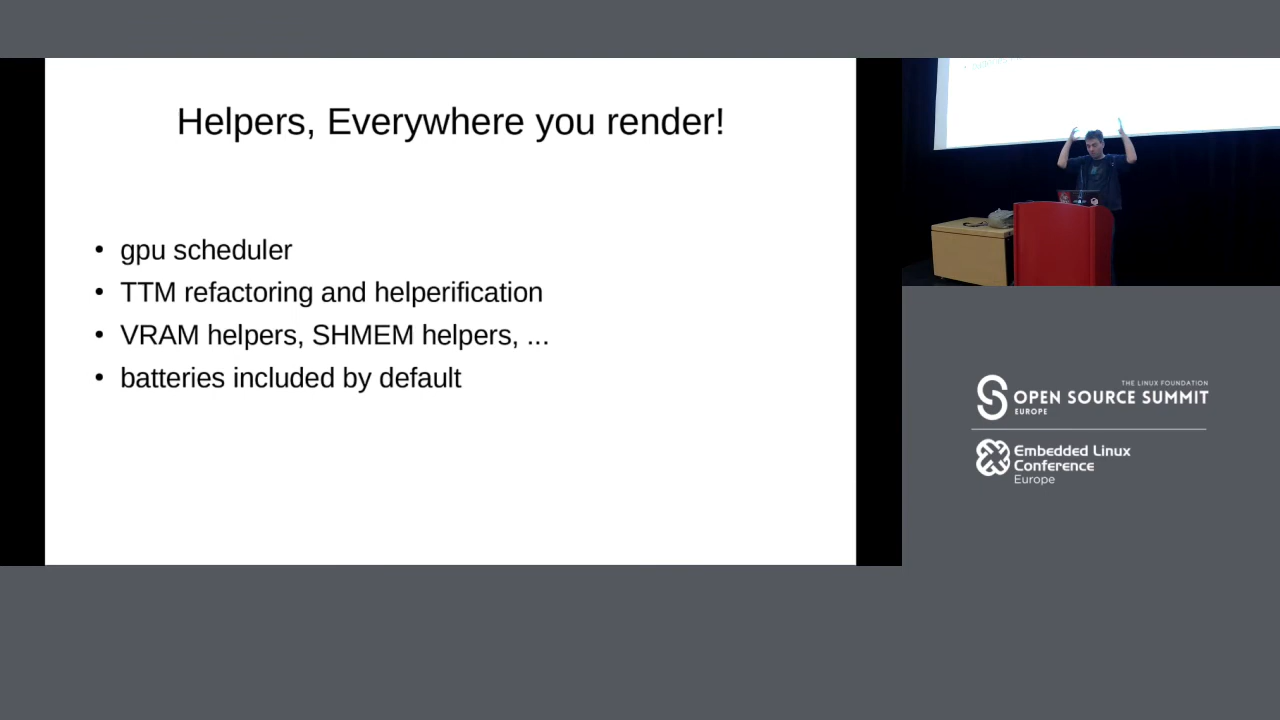 Helpers, Everywhere you render!
• gpu scheduler
• TTM refactoring and helperification
• VRAM helpers, SHMEM helpers, ...
• batteries included by default
THE LINUX FOUNDATION
OPEN SOURCE SUMMIT
EUROPE
Embedded Linux
Conference
Europe